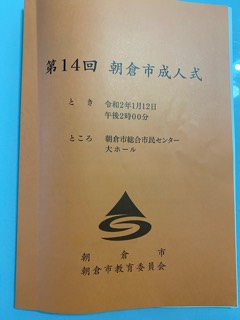 第14回 朝倉市成人式
とき 令和2年1月12日
午後2時00分
ところ 朝倉市総合市民センター
大ホール
朝倉市
朝倉市教育委員会